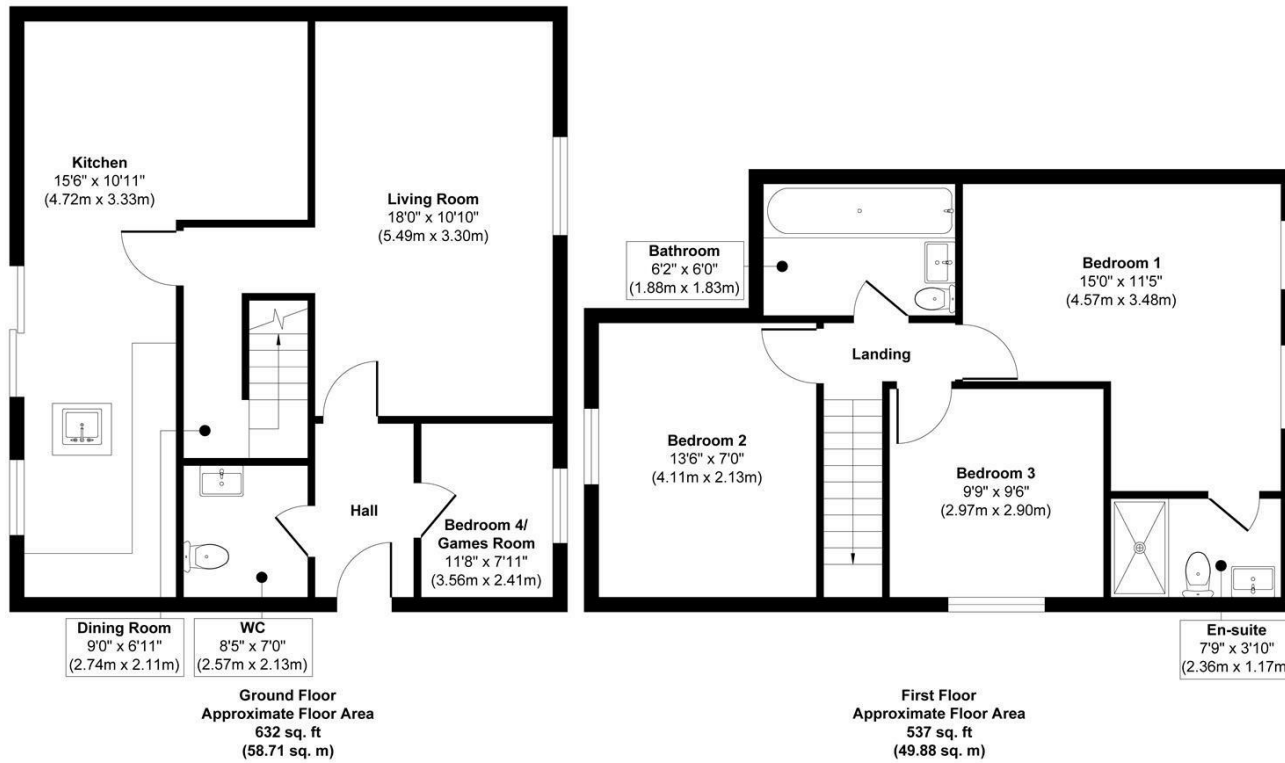 Kitchen
15'6" x 10'11"
(4.72m x 3.33m)
Living Room
18'0" x 10'10"
(5.49m x 3.30m)
Hall
Bedroom 4/
Games Room
11'8" x 7'11"
(3.56m x 2.41m)
Dining Room
9'0" x 6'11"
(2.74m x 2.11m)
WC
8'5" x 7'0"
(2.57m x 2.13m)
Ground Floor
Approximate Floor Area
632 sq. ft
(58.71 sq. m)
Bathroom
6'2" x 6'0"
(1.88m x 1.83m)
Bedroom 1
15'0" x 11'5"
(4.57m x 3.48m)
Landing
Bedroom 2
13'6" x 7'0"
(4.11m x 2.13m)
Bedroom 3
9'9" x 9'6"
(2.97m x 2.90m)
En-suite
7'9" x 3'10"
(2.36m x 1.17m)
First Floor
Approximate Floor Area
537 sq. ft
(49.88 sq. m)